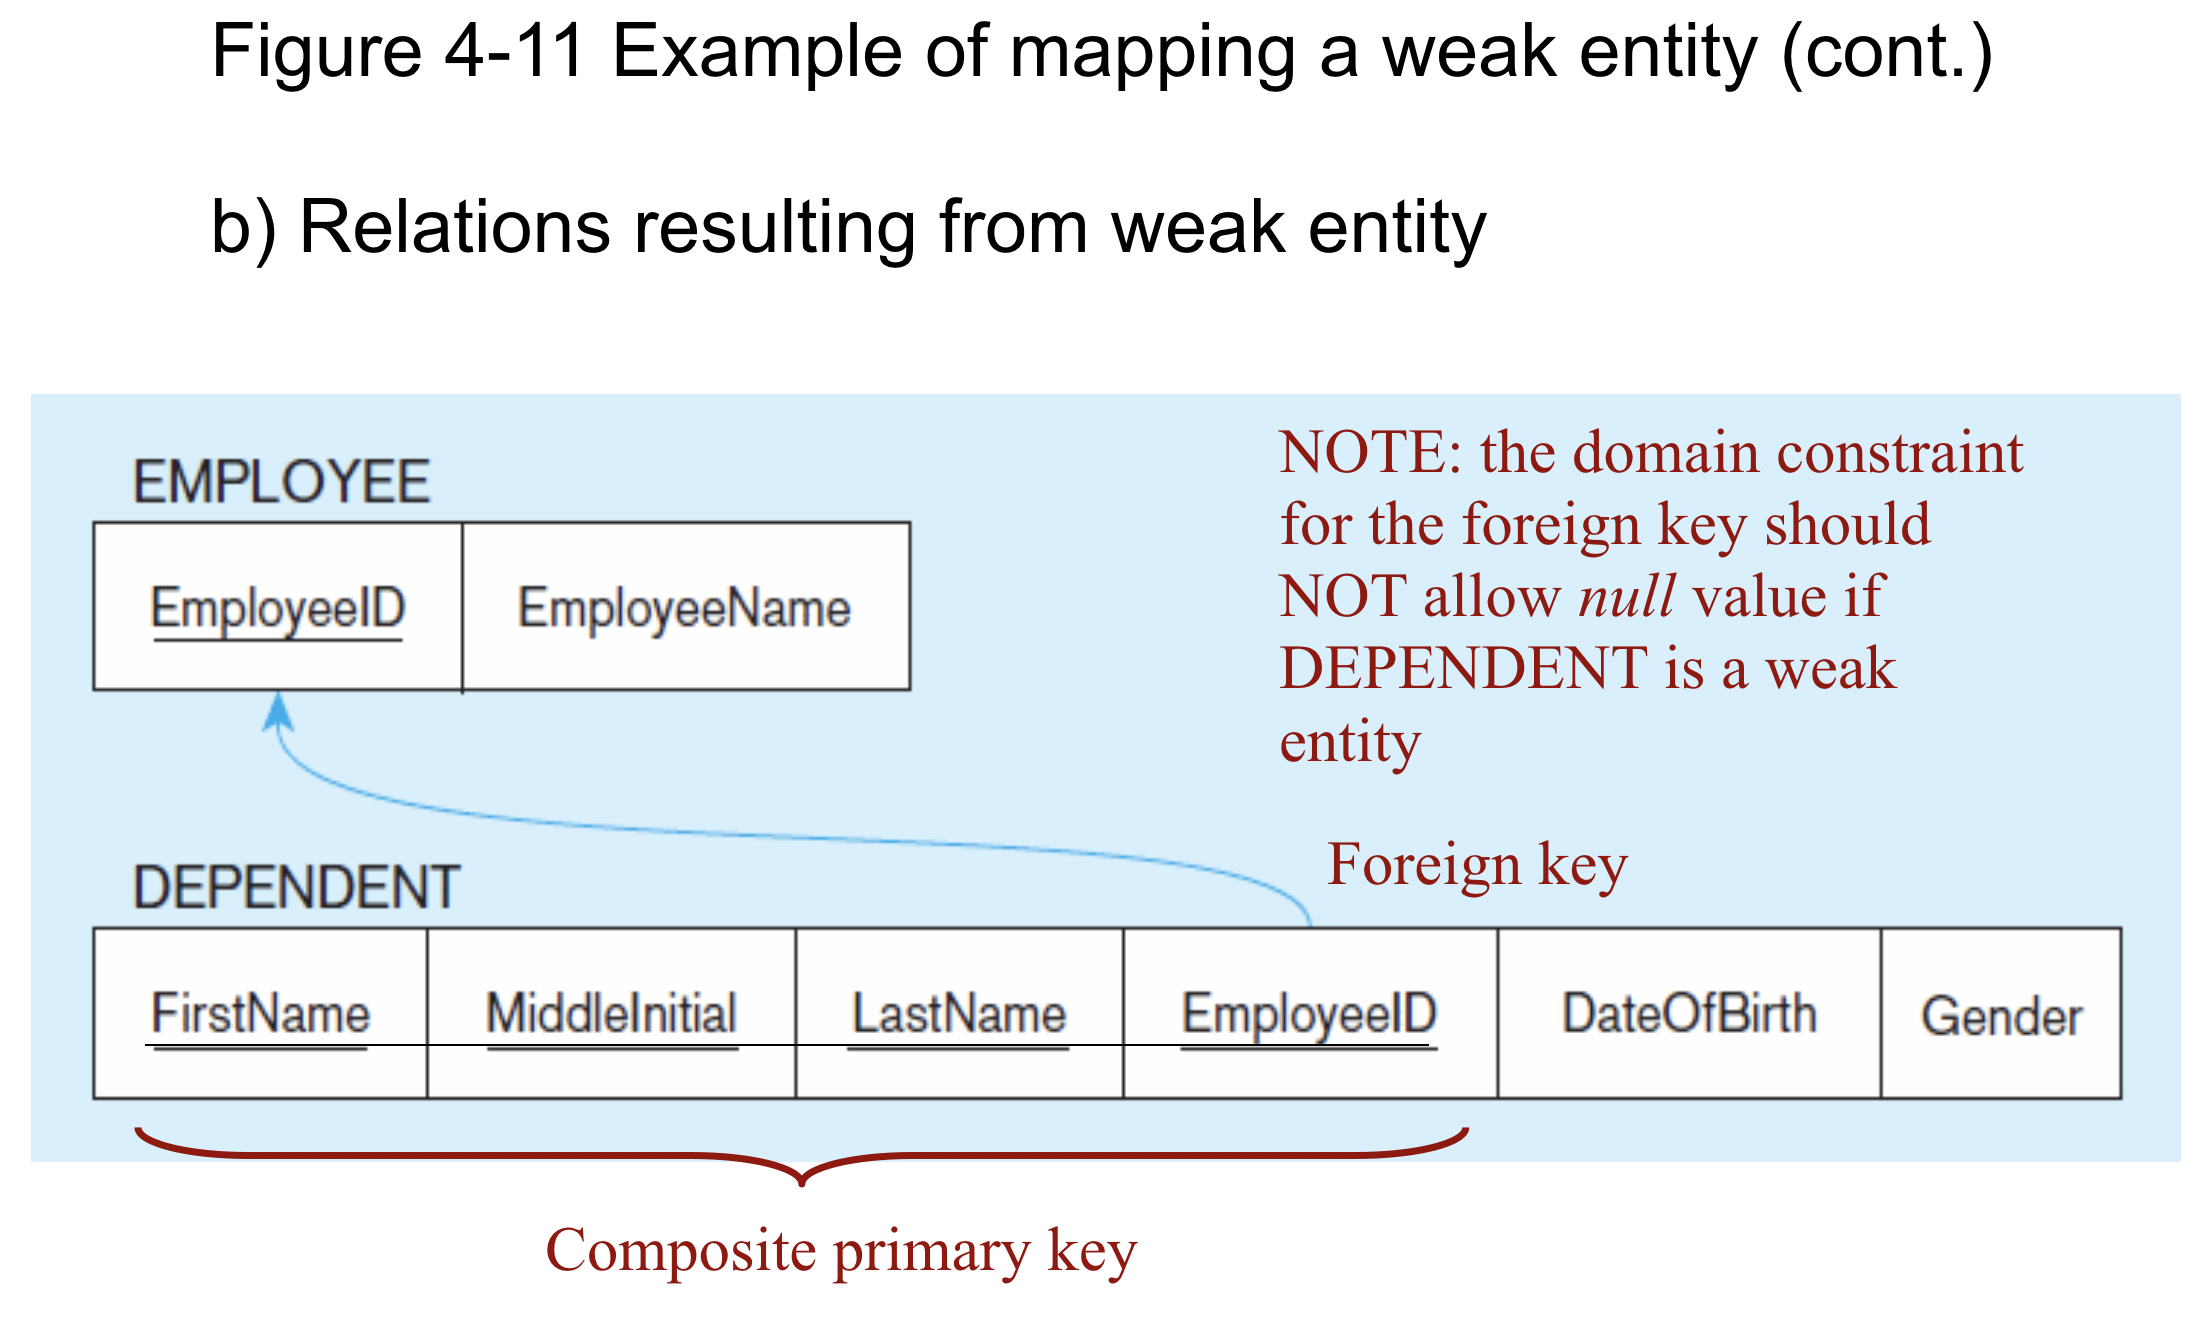 Figure 4-11 Example of mapping a weak entity (cont.)
b) Relations resulting from weak entity
NOTE: the domain constraint
for the foreign key should
NOT allow null value if
DEPENDENT is a weak
entity
EMPLOYEE
EmployeeID EmployeeName
Foreign key
DEPENDENT
FirstName MiddleInitial LastName EmployeeID DateOfBirth Gender
Composite primary key